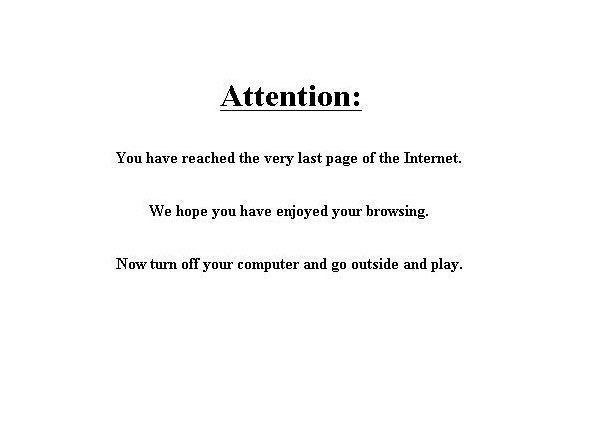 Attention:
You have reached the very last page of the Internet.
We hope you have enjoyed your browsing.
Now turn off your computer and go outside and play.